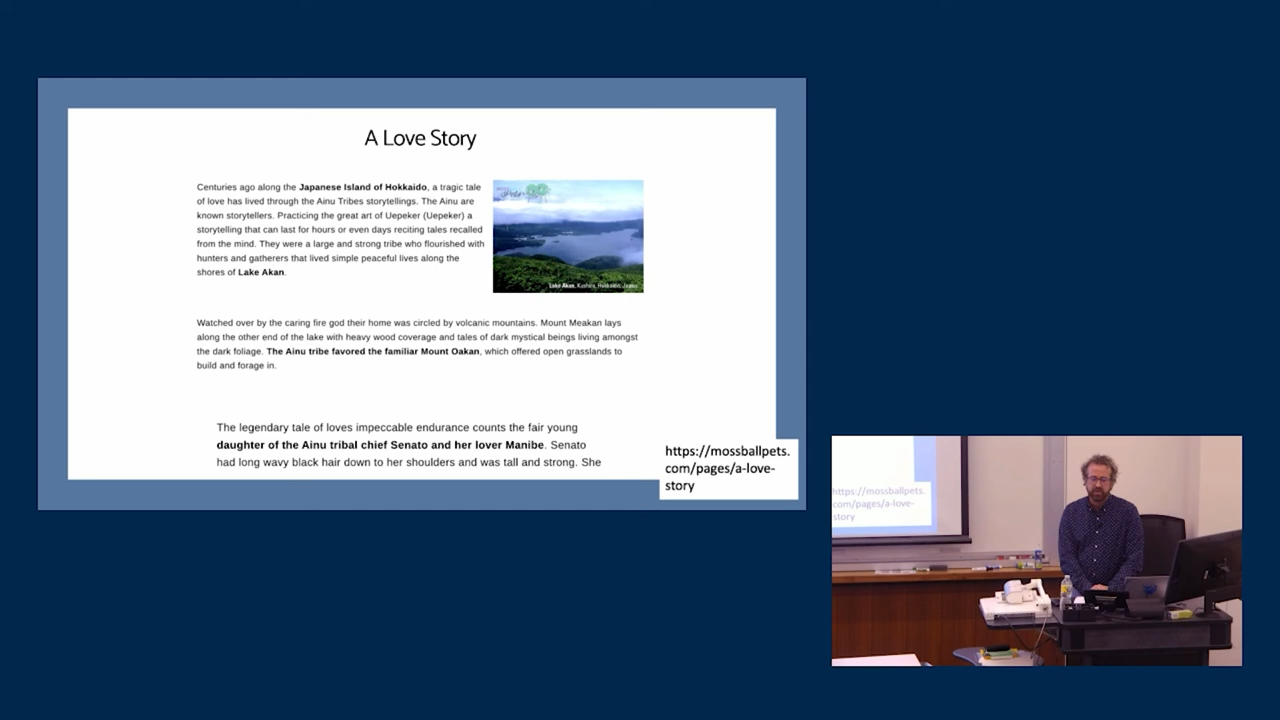 A Love Story
Centuries ago along the Japanese Island of Hokkaido, a tragic tale
of love has lived through the Ainu Tribes storytellings. The Ainu are
known storytellers. Practicing the great art of Uepeker (Uepeker) a
storytelling that can last for hours or even days reciting tales recalled
from the mind. They were a large and strong tribe who flourished with
hunters and gatherers that lived simple peaceful lives along the
shores of Lake Akan.
Lake Akan, Kushiro, Hokkaido, Japan
Watched over by the caring fire god their home was circled by volcanic mountains. Mount Meakan lays
along the other end of the lake with heavy wood coverage and tales of dark mystical beings living amongst
the dark foliage. The Ainu tribe favored the familiar Mount Oakan, which offered open grasslands to
build and forage in.
The legendary tale of loves impeccable endurance counts the fair young
daughter of the Ainu tribal chief Senato and her lover Manibe. Senato
had long wavy black hair down to her shoulders and was tall and strong. She
https://mossballpets.
com/pages/a-love-
story
https://mossballpets.
com/pages/a-love-
story